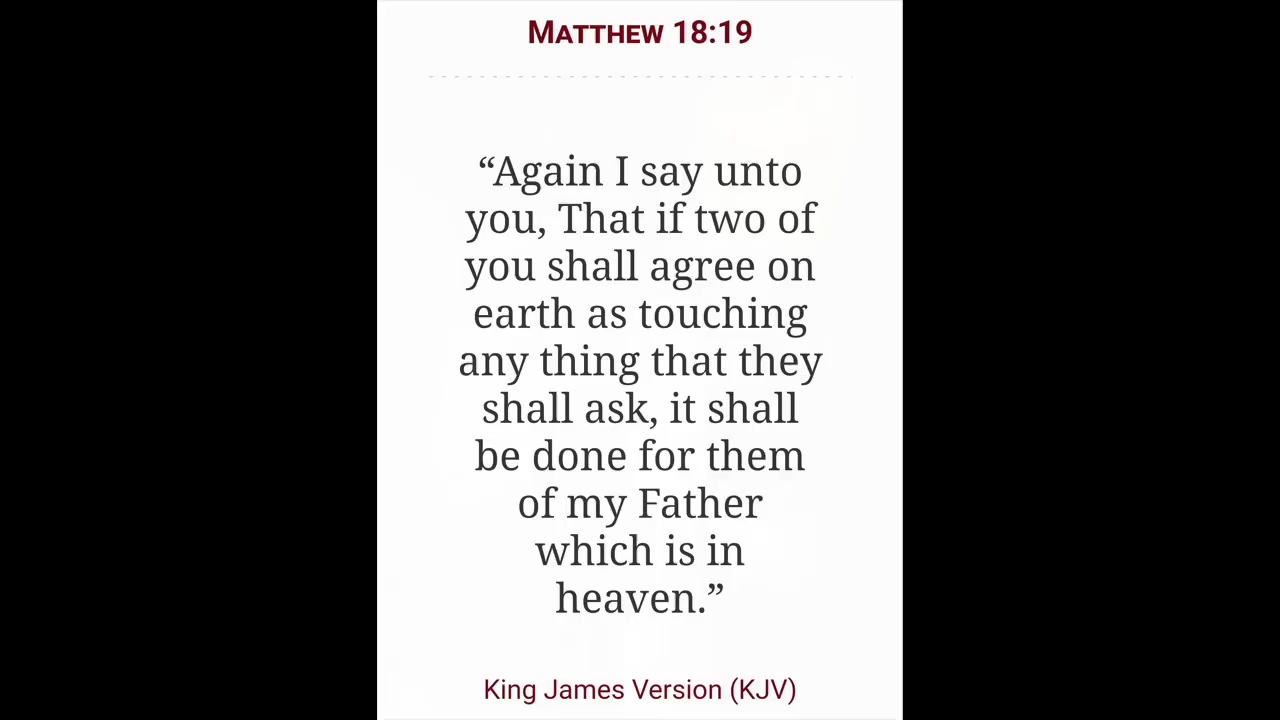 MATTHEW 18:19
“Again I say unto
you, That if two of
you shall agree on
earth as touching
any thing that they
shall ask, it shall
be done for them
of my Father
which is in
heaven.”
King James Version (KJV)